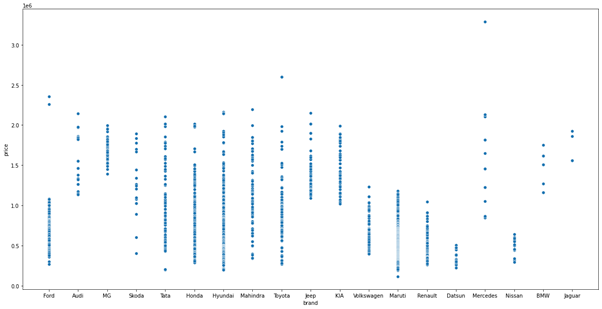 1e6
3.0
2.5
2.0
1.5
1.0
0.5
0.0
price
Ford Audi MG Skoda Tata Honda Hyundai Mahindra Toyota Jeep KIA Volkswagen Maruti Renault Datsun Mercedes Nissan BMW Jaguar
brand